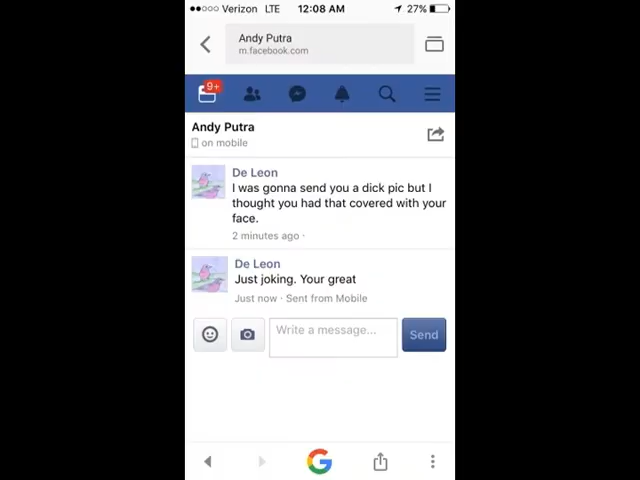 Verizon LTE 12:08 AM 27%
Andy Putra
m.facebook.com
9+
Andy Putra
on mobile
De Leon
I was gonna send you a dick pic but I
thought you had that covered with your
face.
2 minutes ago ·
De Leon
Just joking. Your great
Just now · Sent from Mobile
Write a message... Send